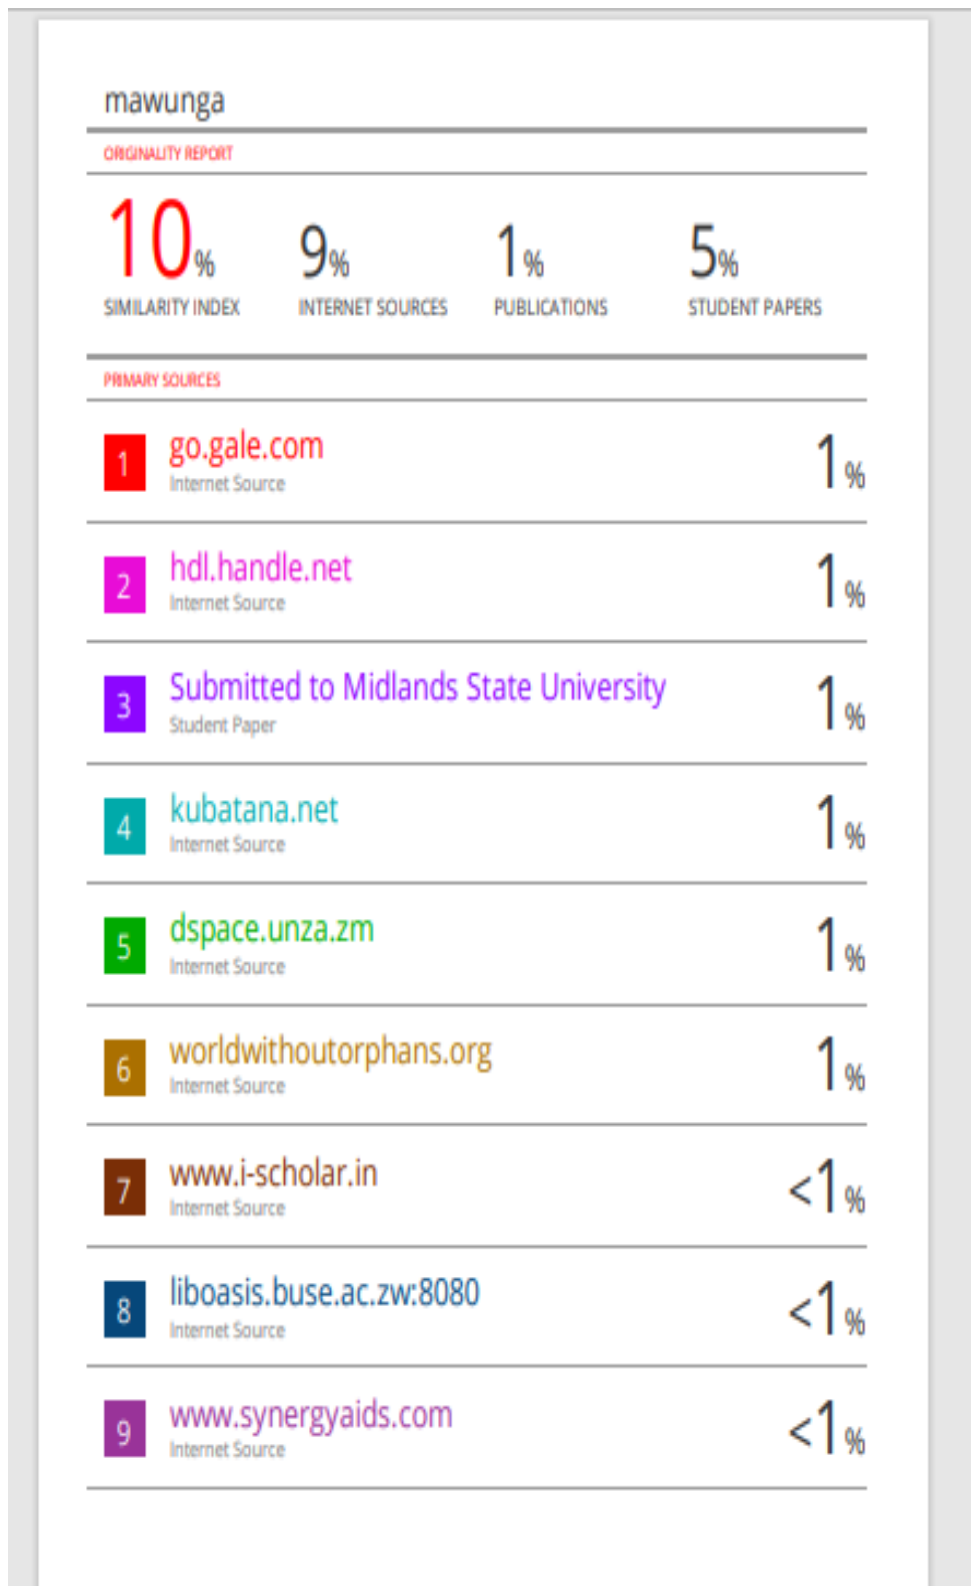 mawunga
ORIGINALITY REPORT
10% 9% 1% 5%
SIMILARITY INDEX INTERNET SOURCES PUBLICATIONS STUDENT PAPERS
PRIMARY SOURCES
1 go.gale.com 1%
Internet Source
2 hdl.handle.net 1%
Internet Source
3 Submitted to Midlands State University 1%
Student Paper
4 kubatana.net 1%
Internet Source
5 dspace.unza.zm 1%
Internet Source
6 worldwithoutorphans.org 1%
Internet Source
7 www.i-scholar.in <1%
Internet Source
8 liboasis.buse.ac.zw:8080 <1%
Internet Source
9 www.synergyaids.com <1%
Internet Source